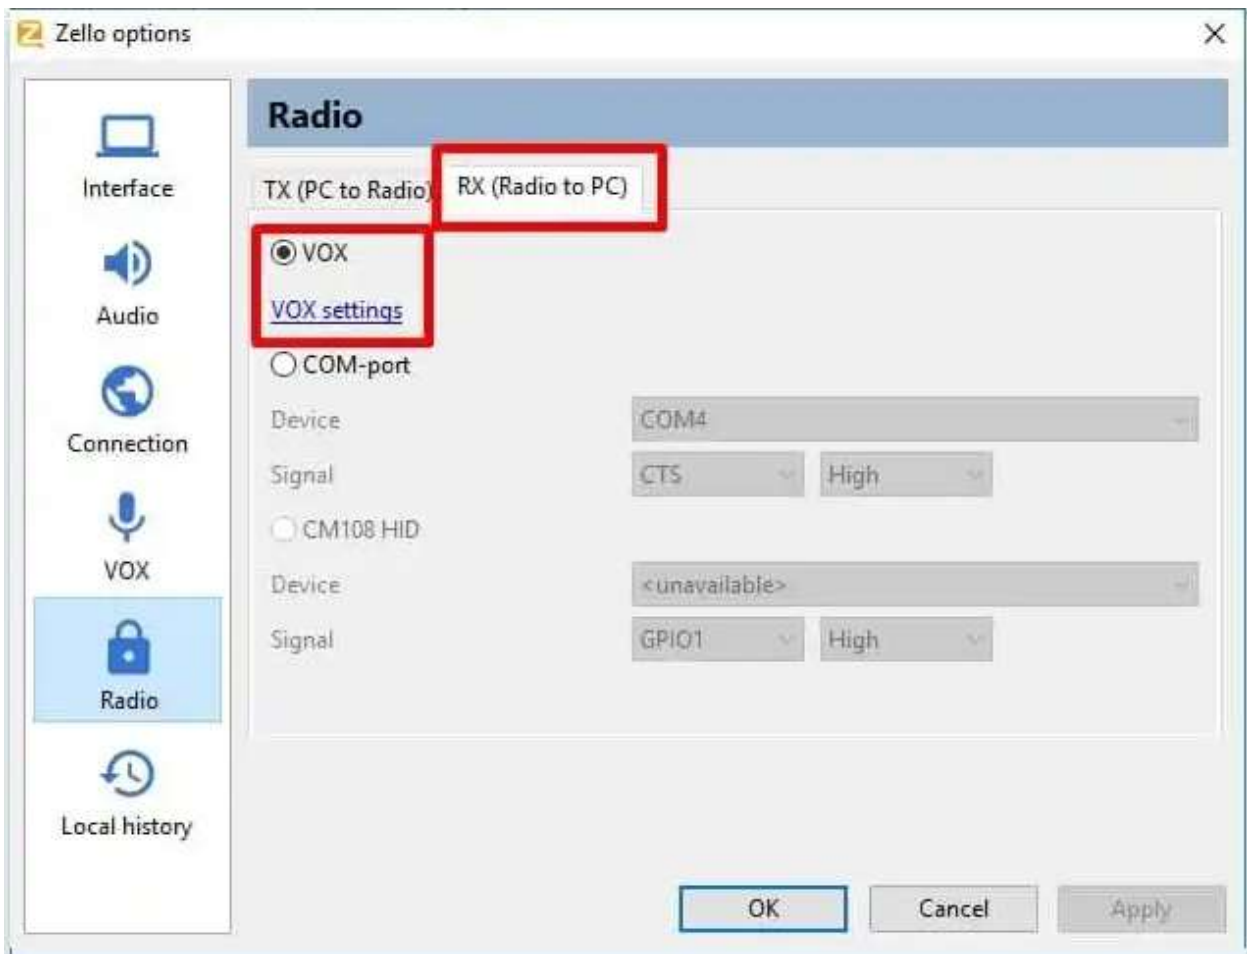 Zello options
Interface
Audio
Connection
VOX
Radio
Local history
Radio
TX (PC to Radio)
RX (Radio to PC)
VOX
VOX settings
COM-port
Device COM4
Signal CTS High
CM108 HID
Device <unavailable>
Signal GPIO1 High
OK Cancel Apply